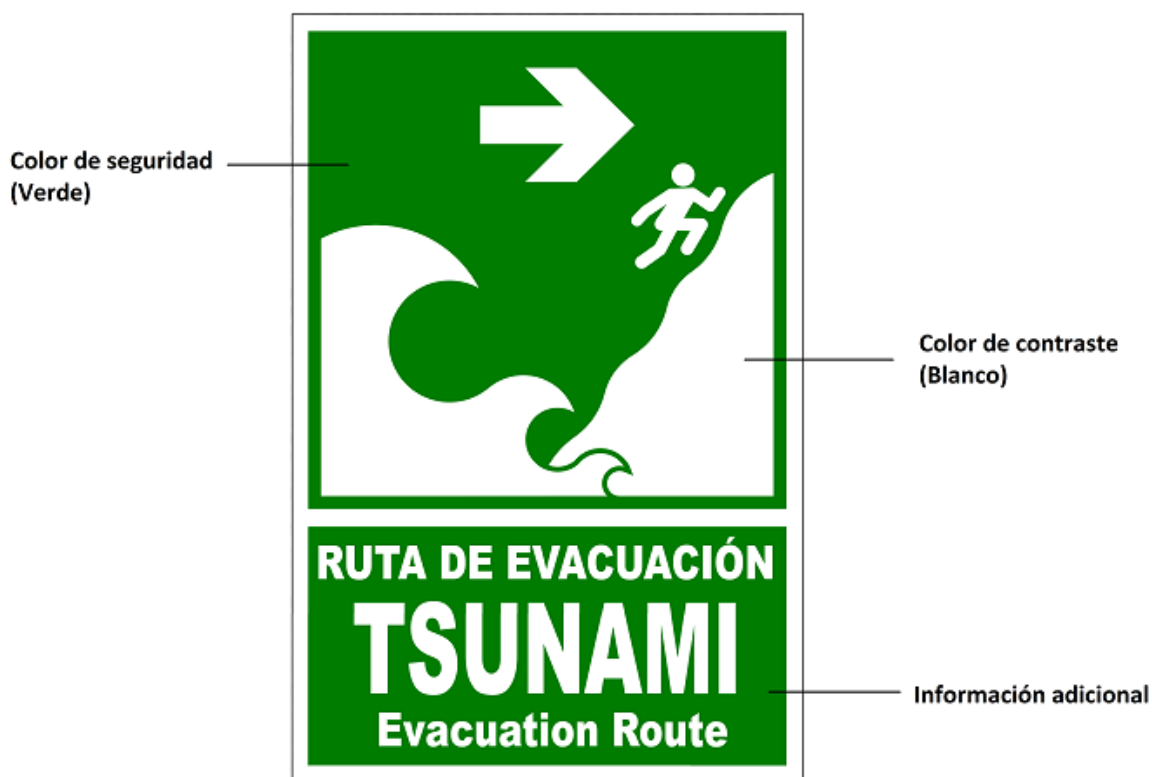 Color de seguridad
(Verde)
Color de contraste
(Blanco)
RUTA DE EVACUACIÓN
TSUNAMI
Evacuation Route
Información adicional